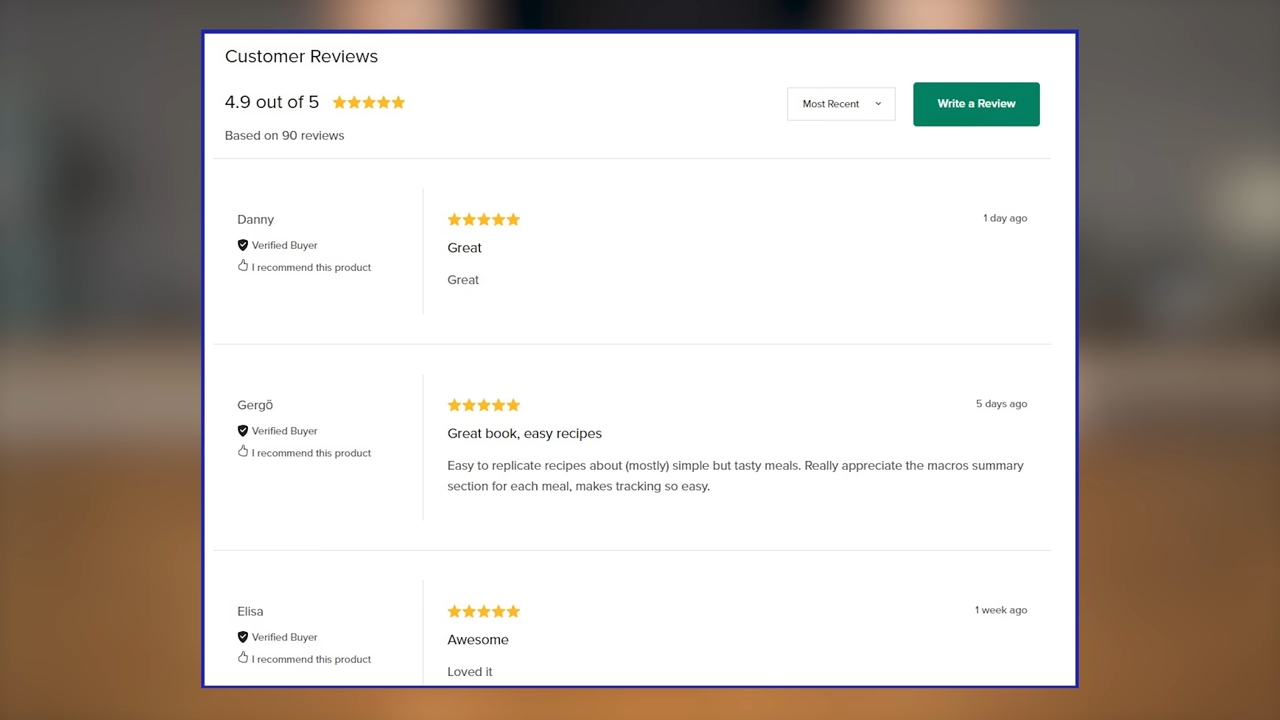 Customer Reviews
4.9 out of 5
Most Recent
Write a Review
Based on 90 reviews
Danny
Verified Buyer
I recommend this product
1 day ago
Great
Great
Gergő
Verified Buyer
I recommend this product
5 days ago
Great book, easy recipes
Easy to replicate recipes about (mostly) simple but tasty meals. Really appreciate the macros summary
section for each meal, makes tracking so easy.
Elisa
Verified Buyer
I recommend this product
1 week ago
Awesome
Loved it